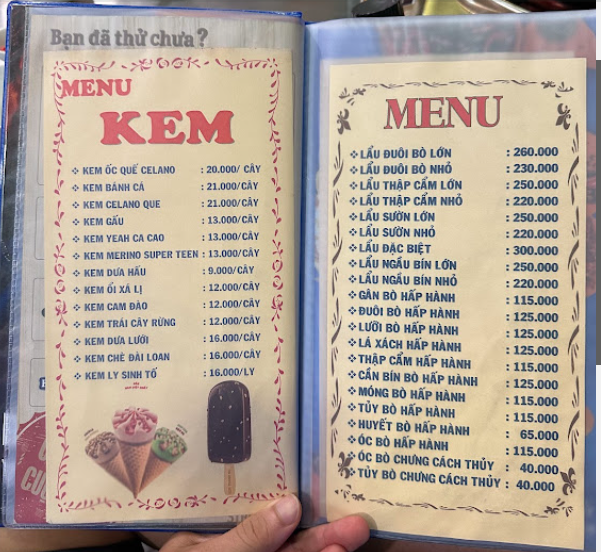 Bạn đã thử chưa?
MENU
KEM
❖ KEM ỐC QUẾ CELANO : 20.000/ CÂY
❖ KEM BÁNH CÁ : 21.000/CÂY
❖ KEM CELANO QUE : 21.000/CÂY
❖ KEM GẤU : 13.000/CÂY
❖ KEM YEAH CA CAO : 13.000/CÂY
❖ KEM MERINO SUPER TEEN : 13.000/CÂY
❖ KEM DƯA HẤU : 9.000/CÂY
❖ KEM ỔI XÁ LỊ : 12.000/CÂY
❖ KEM CAM ĐÀO : 12.000/CÂY
❖ KEM TRÁI CÂY RỪNG : 12.000/CÂY
❖ KEM DƯA LƯỚI : 16.000/CÂY
❖ KEM CHÈ ĐÀI LOAN : 16.000/CÂY
❖ KEM LY SINH TỐ : 16.000/LY
MENU
❖ LẨU ĐUÔI BÒ LỚN : 260.000
❖ LẨU ĐUÔI BÒ NHỎ : 230.000
❖ LẨU THẬP CẨM LỚN : 250.000
❖ LẨU THẬP CẨM NHỎ : 220.000
❖ LẨU SƯỜN LỚN : 250.000
❖ LẨU SƯỜN NHỎ : 220.000
❖ LẨU ĐẶC BIỆT : 300.000
❖ LẨU NGẦU BÍN LỚN : 250.000
❖ LẨU NGẦU BÍN NHỎ : 220.000
❖ GÂN BÒ HẤP HÀNH : 115.000
❖ ĐUÔI BÒ HẤP HÀNH : 125.000
❖ LƯỠI BÒ HẤP HÀNH : 125.000
❖ LÁ XÁCH HẤP HÀNH : 125.000
❖ THẬP CẨM HẤP HÀNH : 115.000
❖ CẦN BÍN BÒ HẤP HÀNH : 125.000
❖ MÓNG BÒ HẤP HÀNH : 115.000
❖ TỦY BÒ HẤP HÀNH : 115.000
❖ HUYẾT BÒ HẤP HÀNH : 65.000
❖ ÓC BÒ HẤP HÀNH : 115.000
❖ ÓC BÒ CHƯNG CÁCH THỦY : 40.000
❖ TỦY BÒ CHƯNG CÁCH THỦY : 40.000